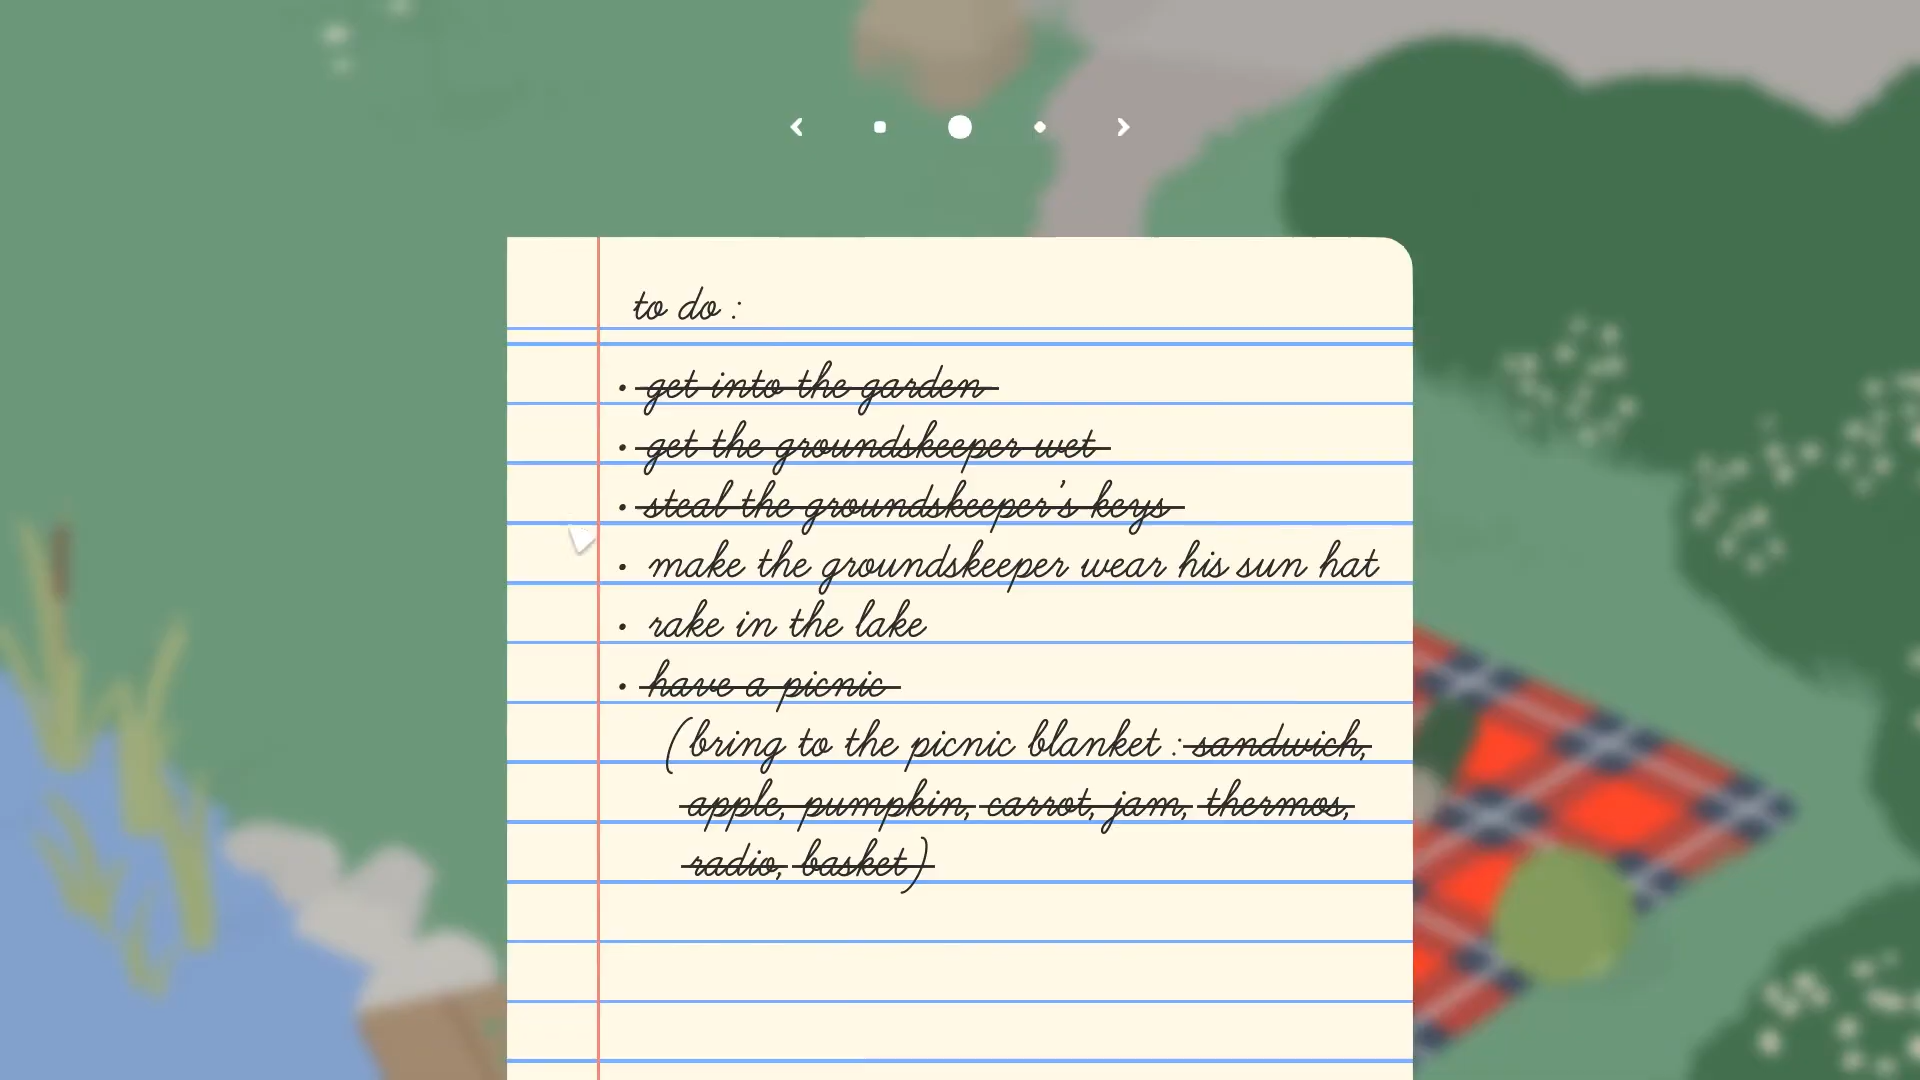 to do :
• get into the garden
• get the groundskeeper wet
• steal the groundskeeper's keys
• make the groundskeeper wear his sun hat
• rake in the lake
• have a picnic
(bring to the picnic blanket : sandwich,
apple, pumpkin, carrot, jam, thermos,
radio, basket)